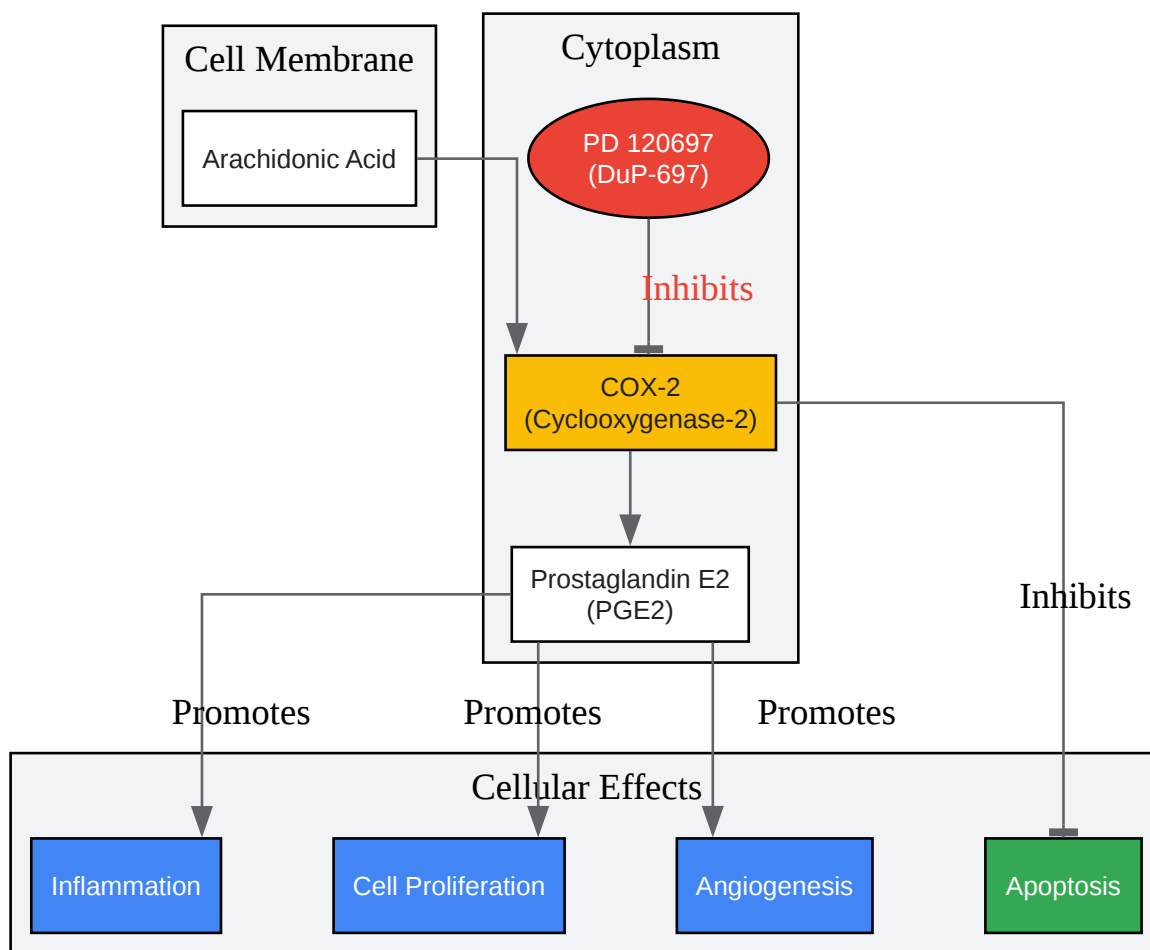 Cell Membrane
Arachidonic Acid
Cytoplasm
PD 120697
(DuP-697)
Inhibits
COX-2
(Cyclooxygenase-2)
Prostaglandin E2
(PGE2)
Inhibits
Promotes
Promotes
Promotes
Cellular Effects
Inflammation
Cell Proliferation
Angiogenesis
Apoptosis